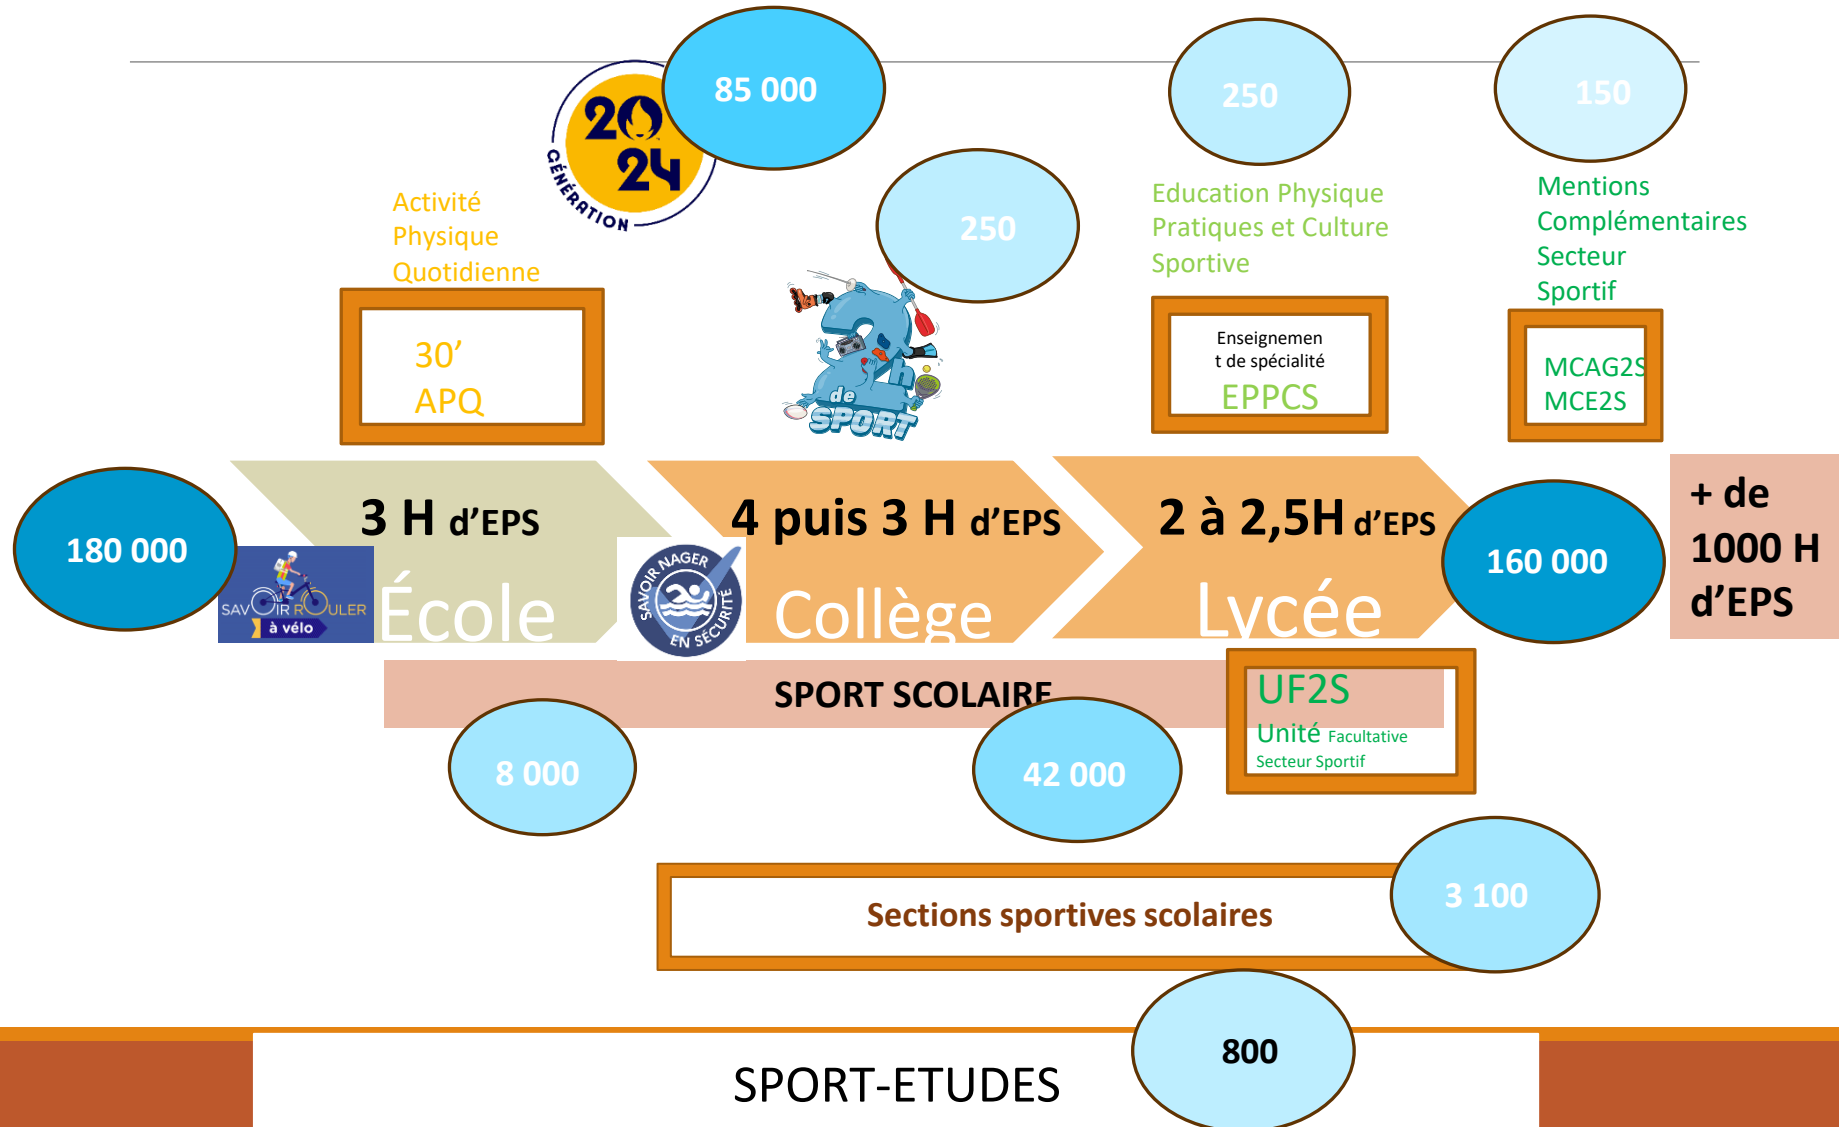 85 000
250
150
20
24
GÉNÉRATION
250
Activité
Physique
Quotidienne
Education Physique
Pratiques et Culture
Sportive
Mentions
Complémentaires
Secteur
Sportif
30’
APQ
2h
de
SPORT
Enseignemen
t de spécialité
EPPCS
MCAG2S
MCE2S
180 000
3 H d’EPS
4 puis 3 H d’EPS
2 à 2,5H d’EPS
160 000
+ de
1000 H
d’EPS
SAVOIR ROULER
à vélo
École
SAVOIR NAGER
EN SÉCURITÉ
Collège
Lycée
SPORT SCOLAIRE
UF2S
Unité Facultative
Secteur Sportif
8 000
42 000
Sections sportives scolaires
3 100
800
SPORT-ETUDES